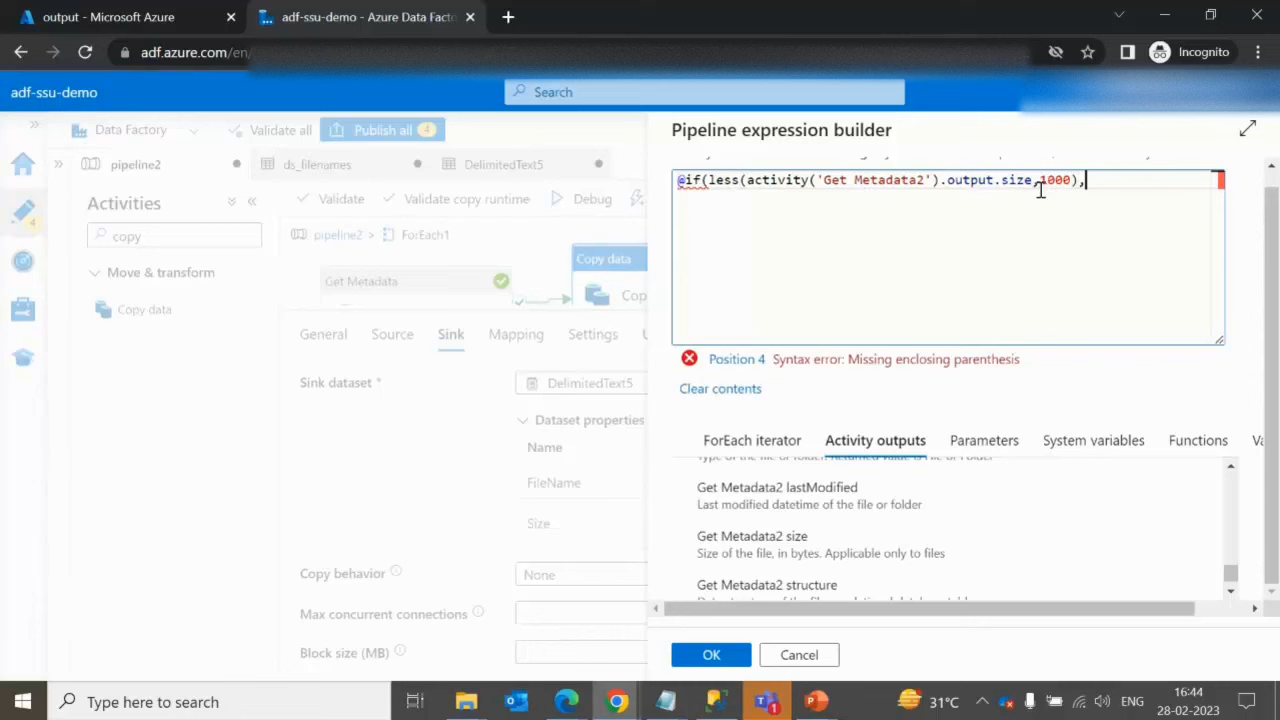 output - Microsoft Azure
adf-ssu-demo - Azure Data Facto
adf.azure.com/en
Incognito
adf-ssu-demo
Search
Data Factory
Validate all
Publish all
4
Pipeline expression builder
pipeline2
ds_filenames
DelimitedText5
Activities
Validate
Validate copy runtime
Debug
@if(less(activity('Get Metadata2').output.size,1000),
4
copy
pipeline2 > ForEach1
Move & transform
Copy data
Get Metadata
Copy data
Cop
General
Source
Sink
Mapping
Settings
Position 4 Syntax error: Missing enclosing parenthesis
Clear contents
Sink dataset *
DelimitedText5
Dataset properties
Name
FileName
Size
Copy behavior
None
Max concurrent connections
Block size (MB)
ForEach iterator
Activity outputs
Parameters
System variables
Functions
Get Metadata2 lastModified
Last modified datetime of the file or folder
Get Metadata2 size
Size of the file, in bytes. Applicable only to files
Get Metadata2 structure
OK
Cancel
Type here to search
1
31°C
ENG
16:44
28-02-2023